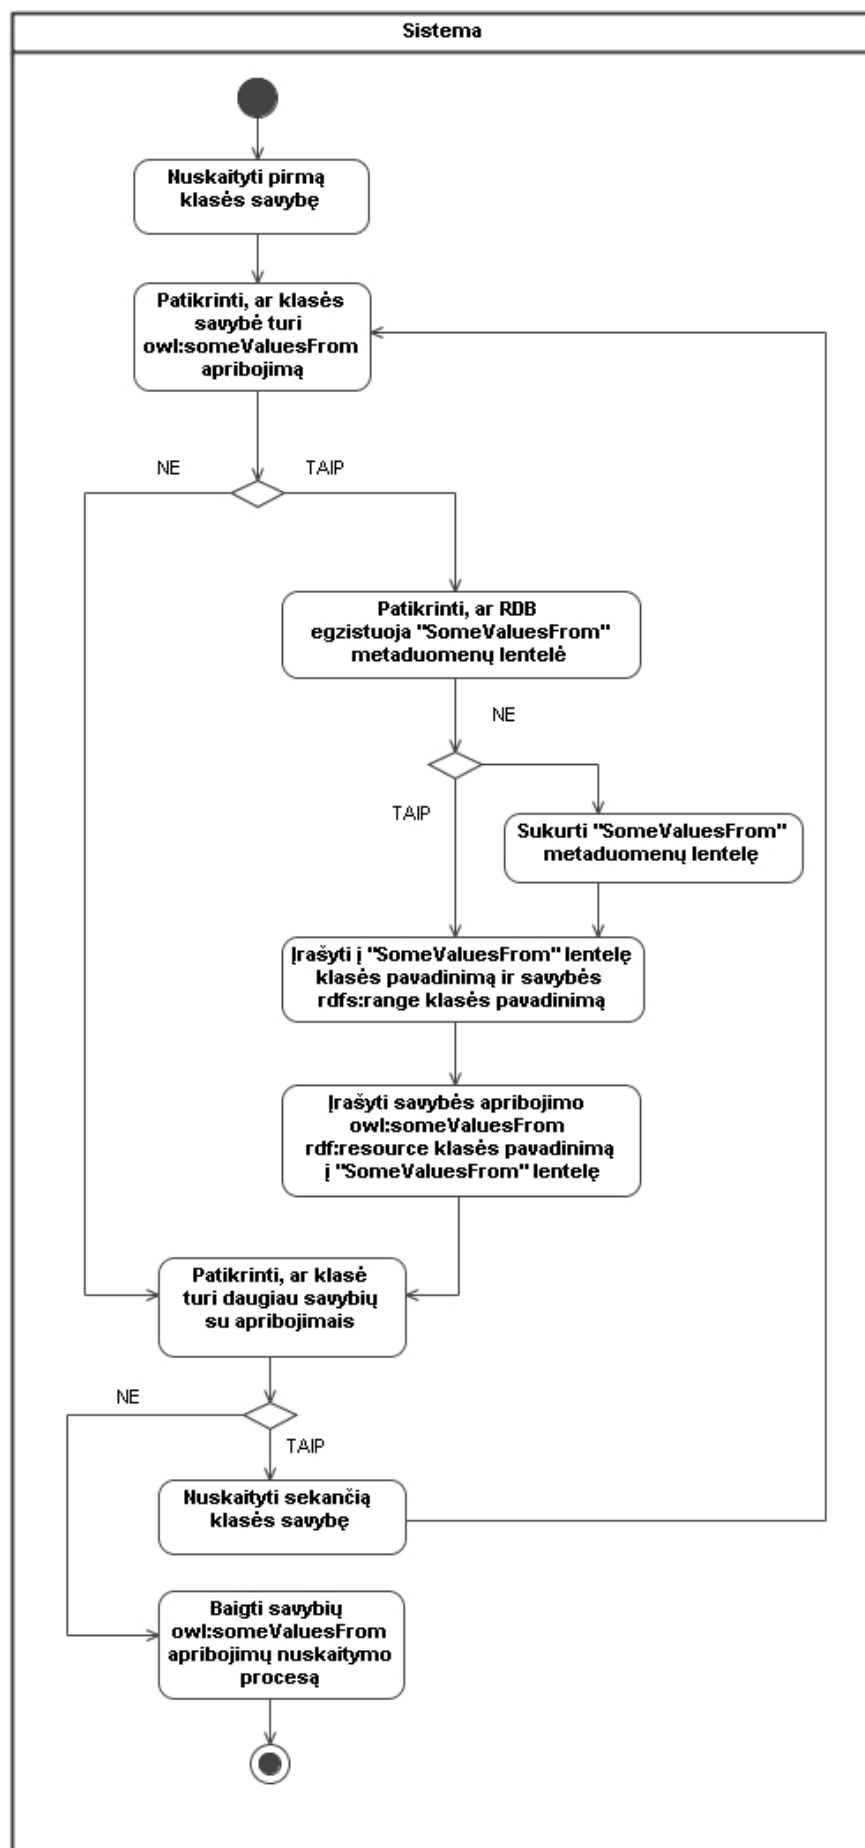 Sistema
Nuskaityti pirmą
klasės savybę
Patikrinti, ar klasės
savybė turi
owl:someValuesFrom
apribojimą
NE
TAIP
Patikrinti, ar RDB
egzistuoja "SomeValuesFrom"
metaduomenų lentelė
NE
TAIP
Sukurti "SomeValuesFrom"
metaduomenų lentelę
Įrašyti į "SomeValuesFrom" lentelę
klasės pavadinimą ir savybės
rdfs:range klasės pavadinimą
Įrašyti savybės apribojimo
owl:someValuesFrom
rdf:resource klasės pavadinimą
į "SomeValuesFrom" lentelę
Patikrinti, ar klasė
turi daugiau savybių
su apribojimais
NE
TAIP
Nuskaityti sekančią
klasės savybę
Baigti savybių
owl:someValuesFrom
apribojimų nuskaitymo
procesą